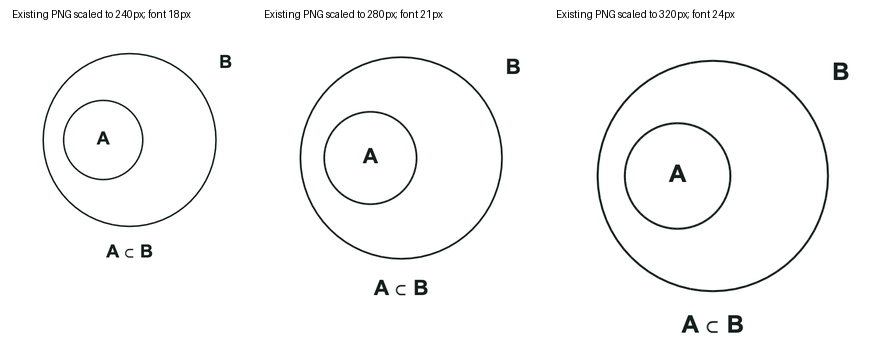 Existing PNG scaled to 240px; font 18px
B
A
A ⊂ B
Existing PNG scaled to 280px; font 21px
B
A
A ⊂ B
Existing PNG scaled to 320px; font 24px
B
A
A ⊂ B